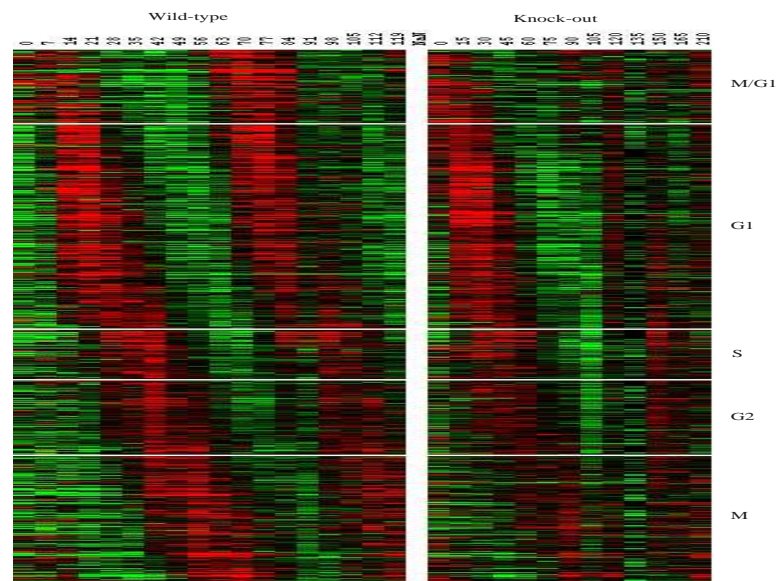 Wild-type Knock-out
0 7 14 21 28 35 42 49 56 63 70 77 84 91 98 105 112 119 NaN 0 15 30 45 60 75 90 105 120 135 150 165 210
M/G1
G1
S
G2
M